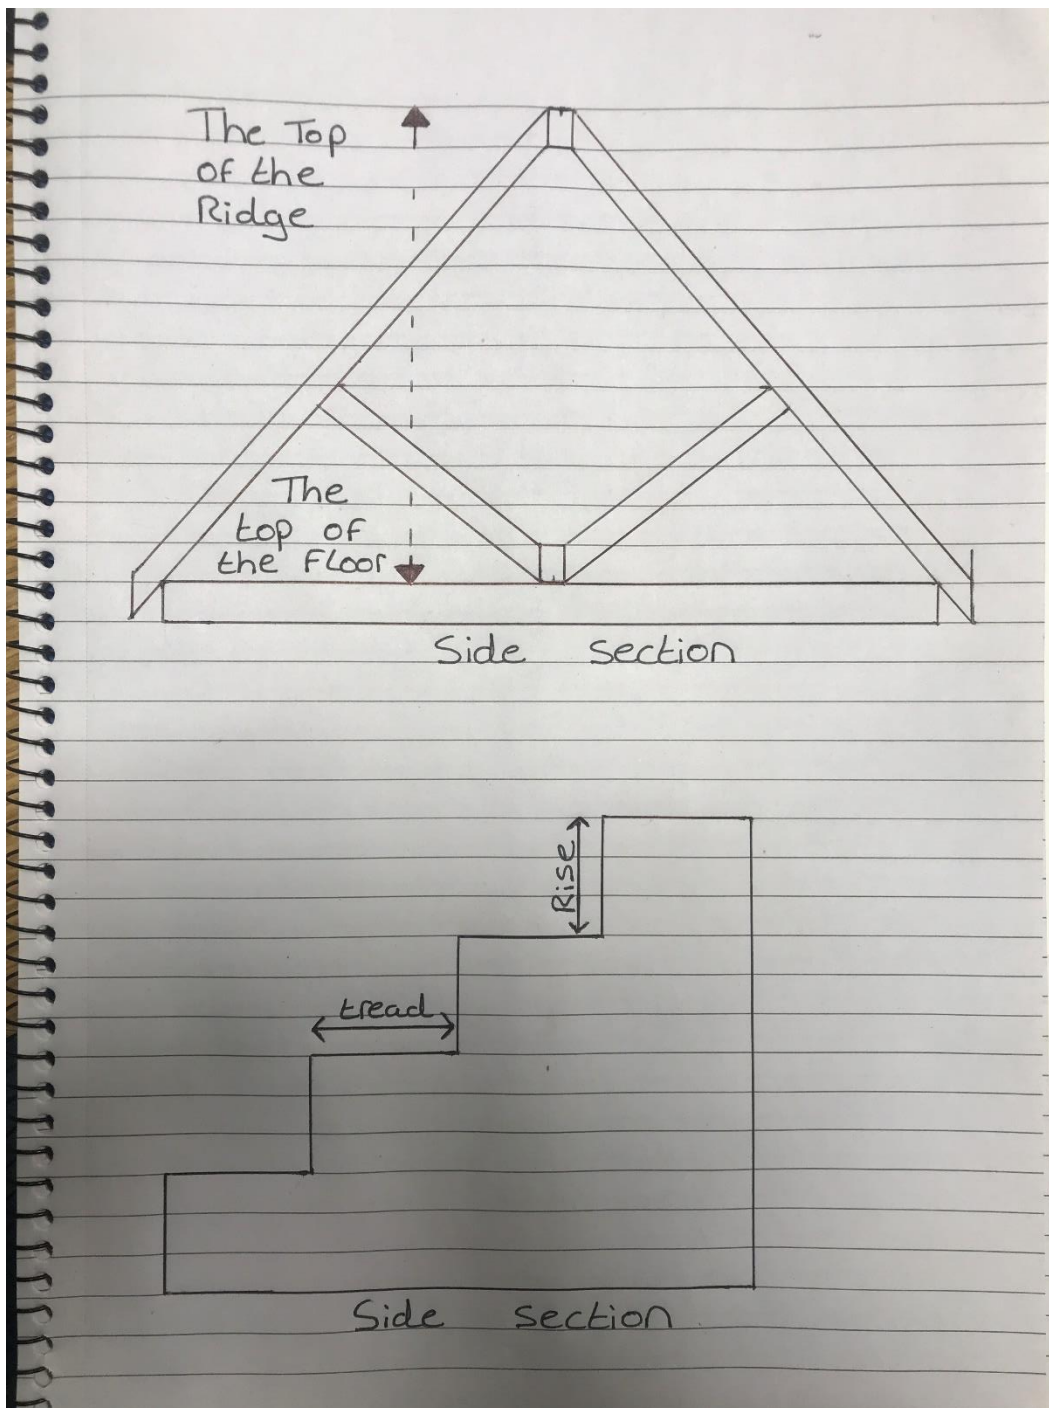 The Top
of the
Ridge
The
top of
the Floor
Side section
Rise
tread
Side section